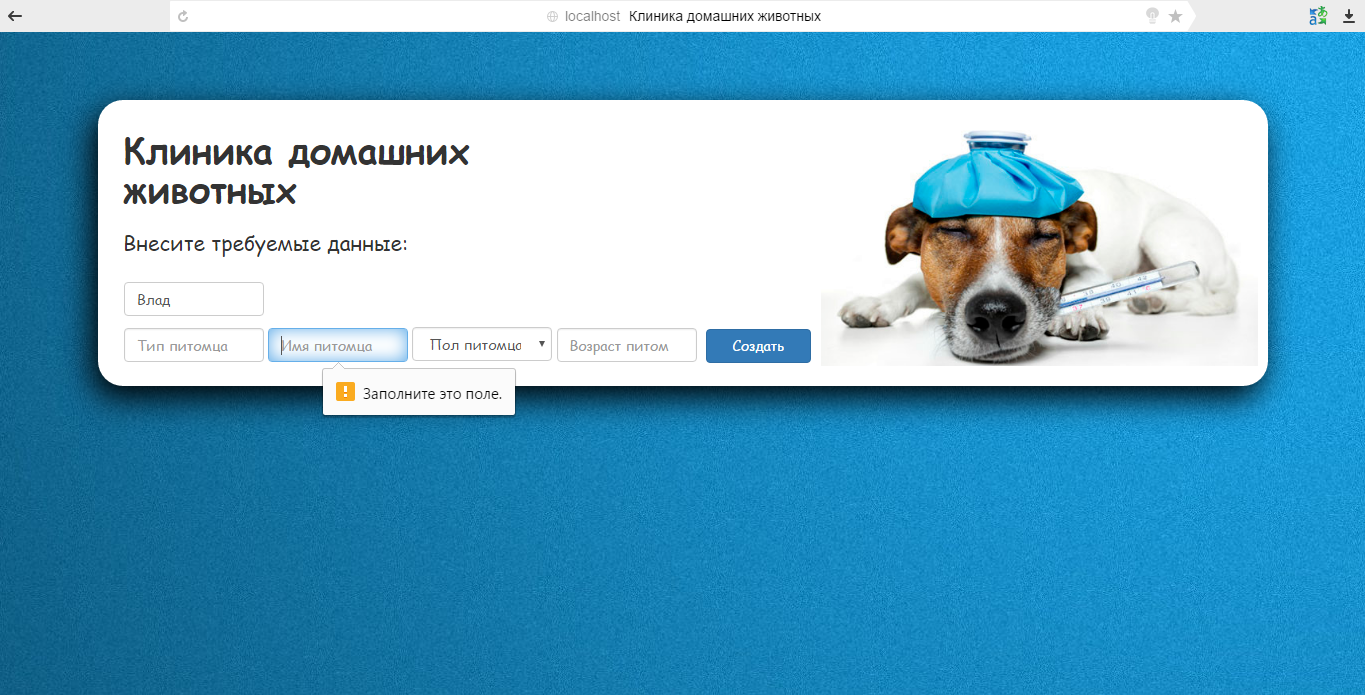 localhost Клиника домашних животных
Клиника домашних
животных
Внесите требуемые данные:
Влад
Тип питомца Имя питомца Пол питомца Возраст питом Создать
Заполните это поле.